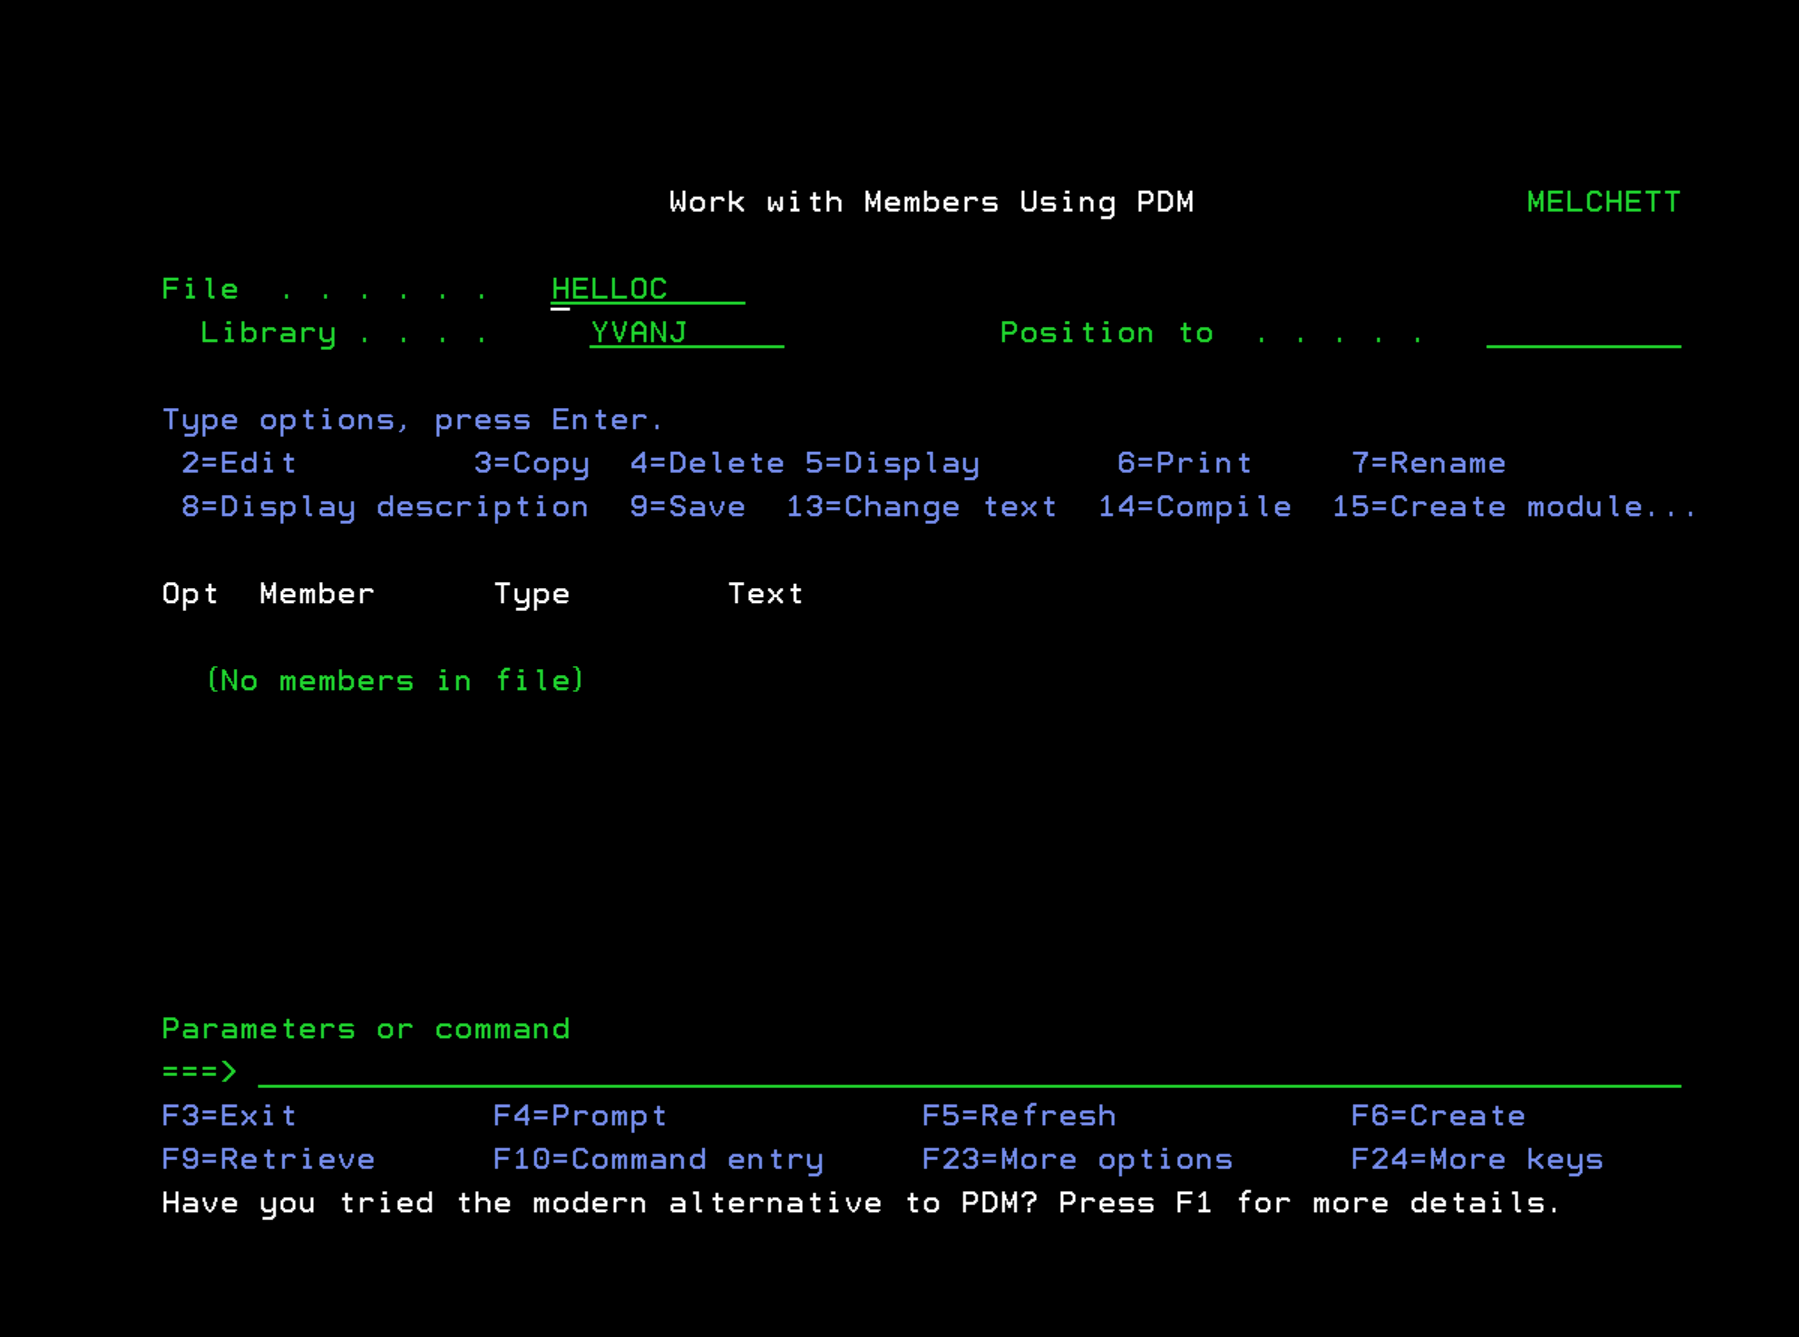 Work with Members Using PDM MELCHETT
File . . . . . . HELLOC
Library . . . . YVANJ Position to . . . . .
Type options, press Enter.
2=Edit 3=Copy 4=Delete 5=Display 6=Print 7=Rename
8=Display description 9=Save 13=Change text 14=Compile 15=Create module...
Opt Member Type Text
(No members in file)
Parameters or command
===>
F3=Exit F4=Prompt F5=Refresh F6=Create
F9=Retrieve F10=Command entry F23=More options F24=More keys
Have you tried the modern alternative to PDM? Press F1 for more details.